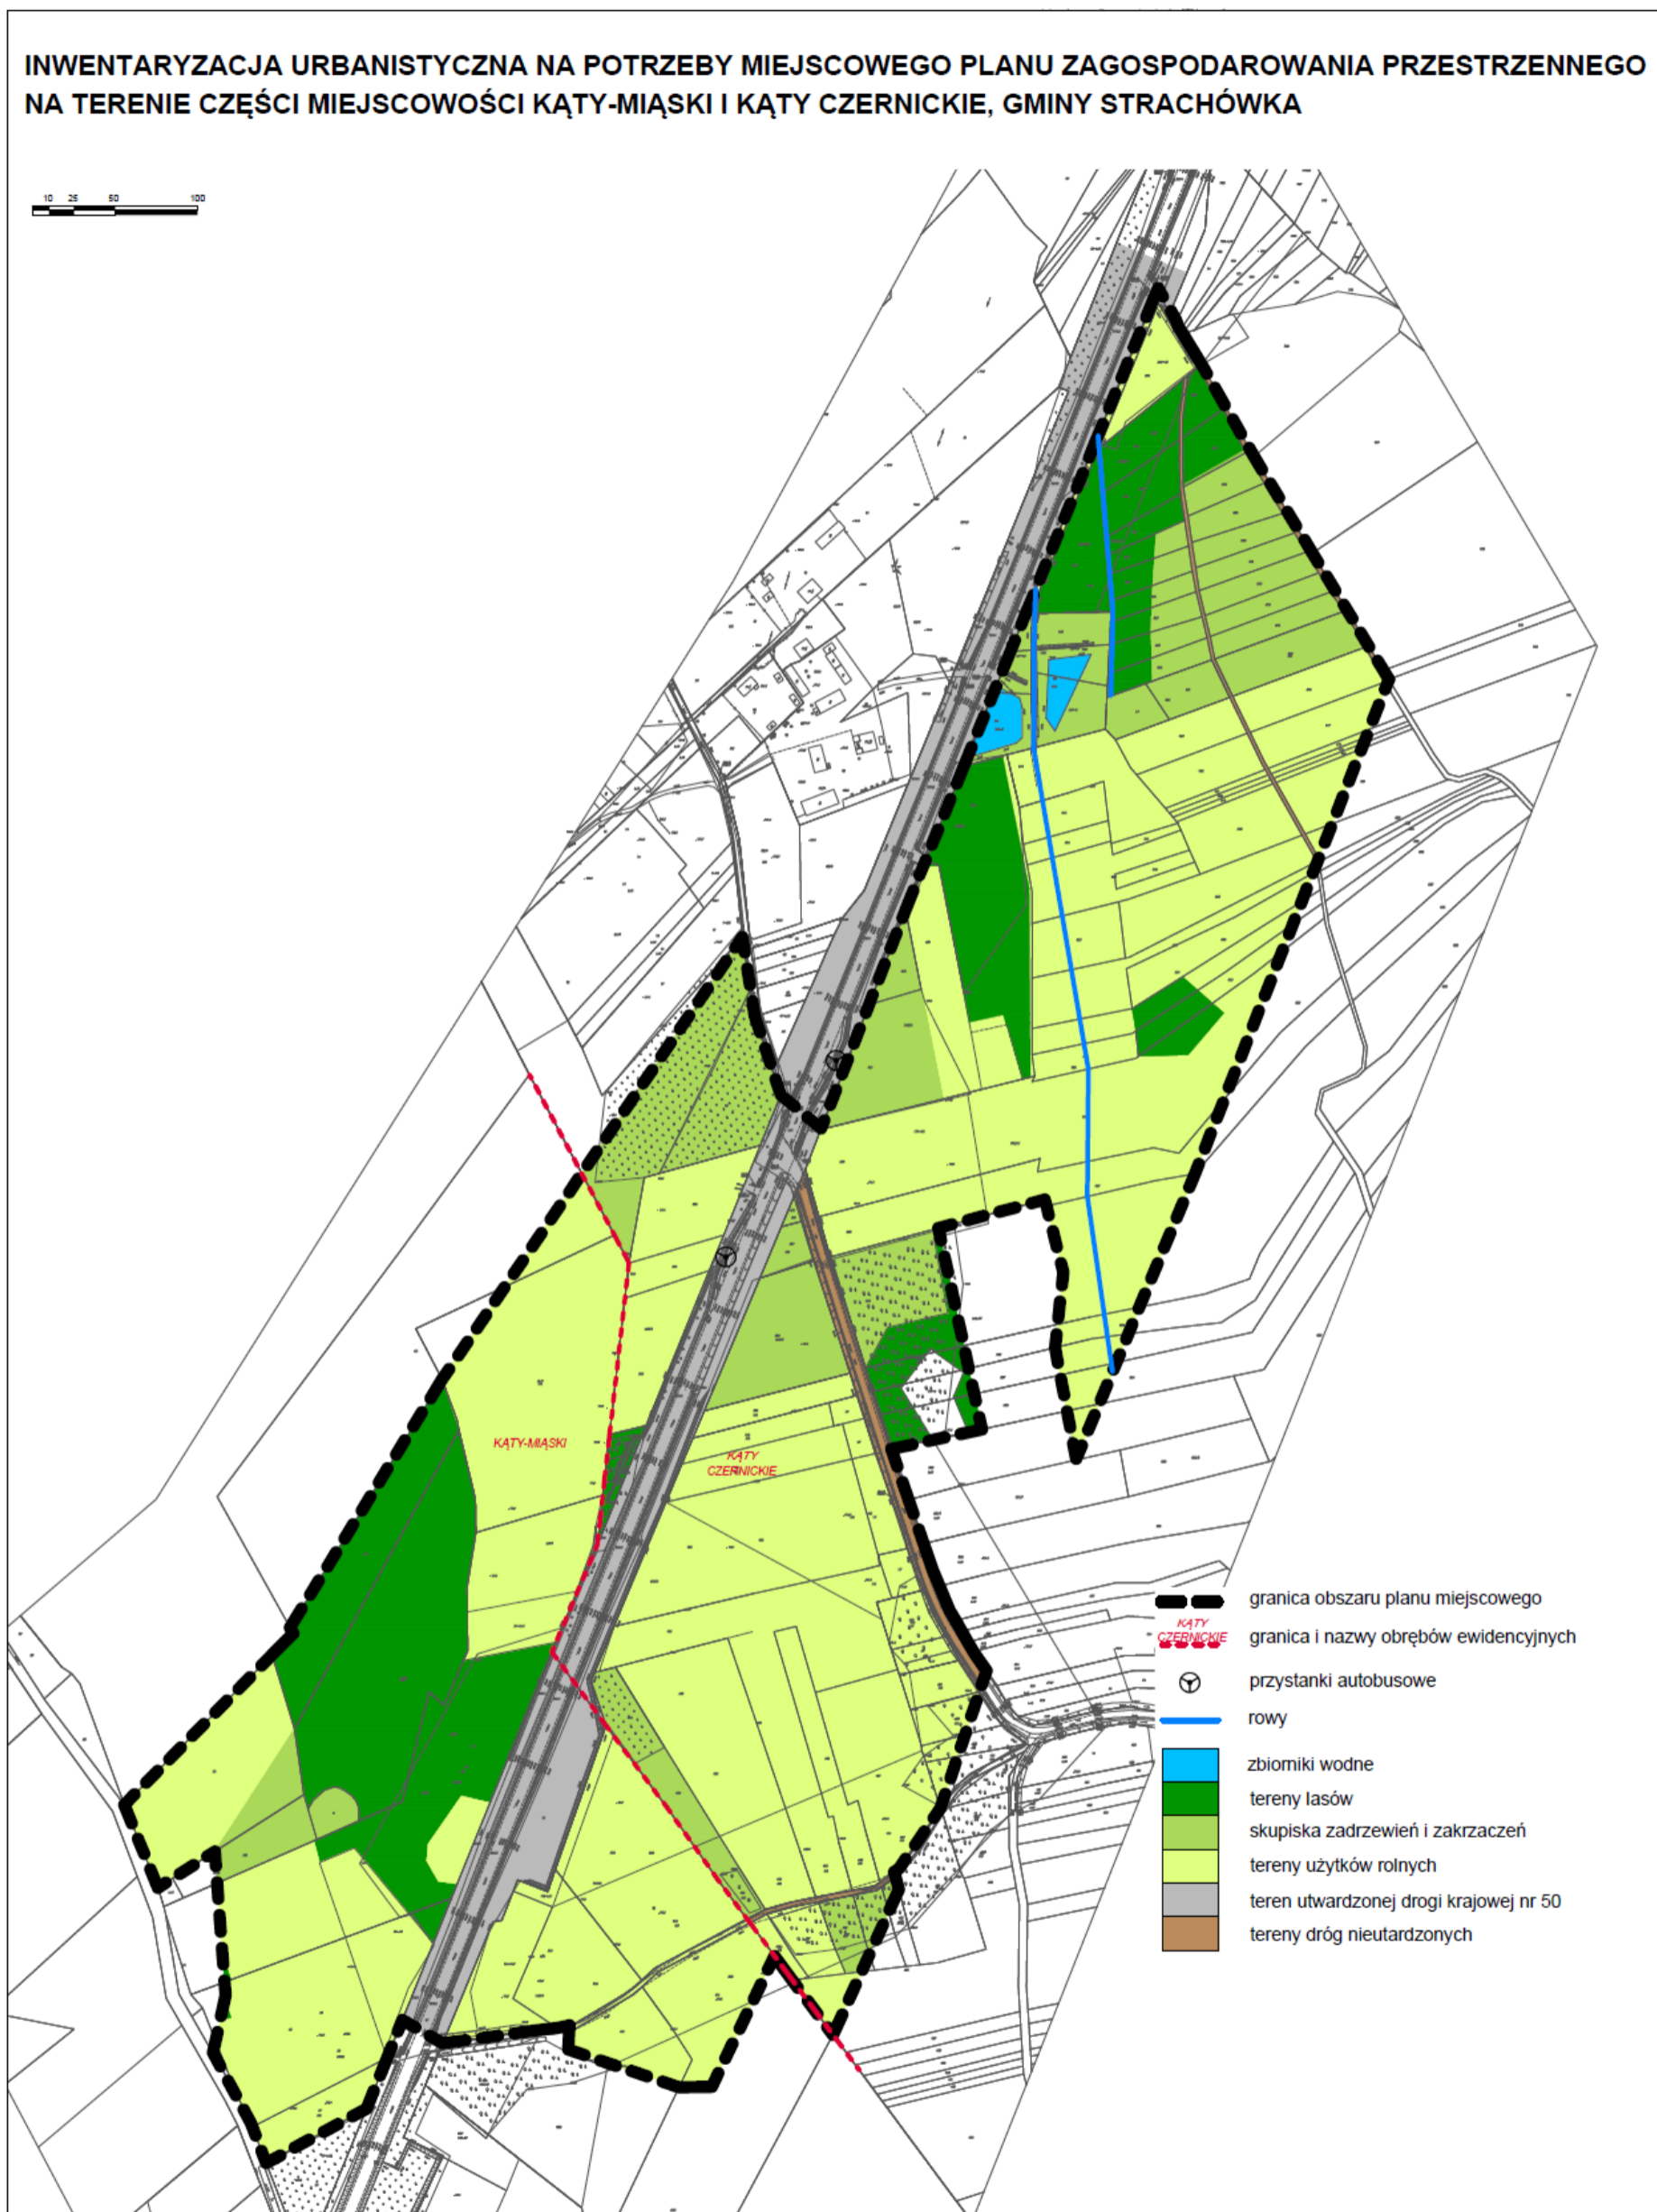 INWENTARYZACJA URBANISTYCZNA NA POTRZEBY MIEJSCOWEGO PLANU ZAGOSPODAROWANIA PRZESTRZENNEGO
NA TERENIE CZĘŚCI MIEJSCOWOŚCI KĄTY-MIĄSKI I KĄTY CZERNICKIE, GMINY STRACHÓWKA
10 25 50 100
KĄTY-MIĄSKI
KĄTY
CZERNICKIE
granica obszaru planu miejscowego
KĄTY
CZERNICKIE
granica i nazwy obrębów ewidencyjnych
przystanki autobusowe
rowy
zbiorniki wodne
tereny lasów
skupiska zadrzewień i zakrzaczeń
tereny użytków rolnych
teren utwardzonej drogi krajowej nr 50
tereny dróg nieutardzonych